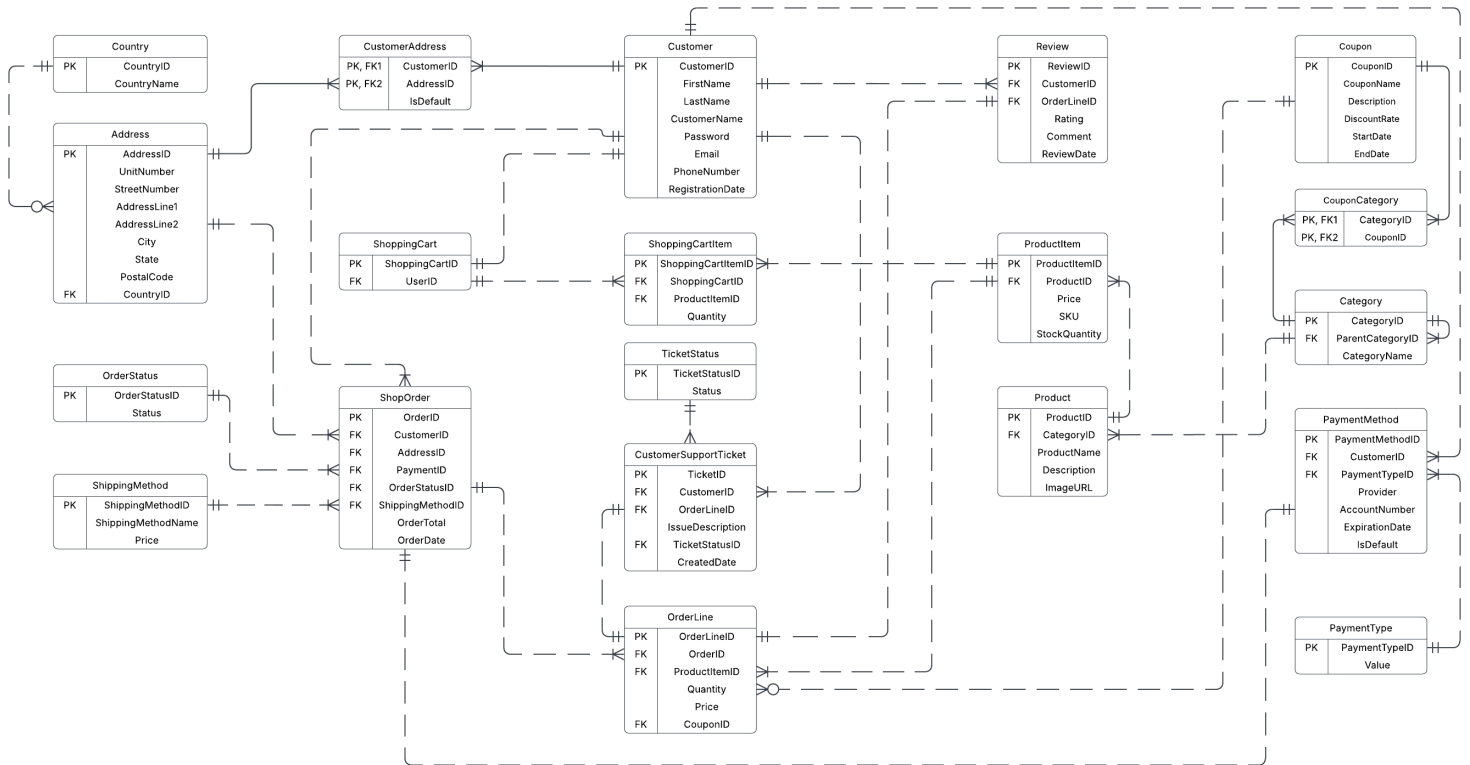 Country
PK CountryID
CountryName
Address
PK AddressID
UnitNumber
StreetNumber
AddressLine1
AddressLine2
City
State
PostalCode
FK CountryID
OrderStatus
PK OrderStatusID
Status
ShippingMethod
PK ShippingMethodID
ShippingMethodName
Price
CustomerAddress
PK, FK1 CustomerID
PK, FK2 AddressID
IsDefault
ShoppingCart
PK ShoppingCartID
FK UserID
ShopOrder
PK OrderID
FK CustomerID
FK AddressID
FK PaymentID
FK OrderStatusID
FK ShippingMethodID
OrderTotal
OrderDate
Customer
PK CustomerID
FirstName
LastName
CustomerName
Password
Email
PhoneNumber
RegistrationDate
ShoppingCartItem
PK ShoppingCartItemID
FK ShoppingCartID
FK ProductItemID
Quantity
TicketStatus
PK TicketStatusID
Status
CustomerSupportTicket
PK TicketID
FK CustomerID
FK OrderLineID
IssueDescription
FK TicketStatusID
CreatedDate
OrderLine
PK OrderLineID
FK OrderID
FK ProductItemID
Quantity
Price
FK CouponID
Review
PK ReviewID
FK CustomerID
FK OrderLineID
Rating
Comment
ReviewDate
ProductItem
PK ProductItemID
FK ProductID
Price
SKU
StockQuantity
Product
PK ProductID
FK CategoryID
ProductName
Description
ImageURL
Coupon
PK CouponID
CouponName
Description
DiscountRate
StartDate
EndDate
CouponCategory
PK, FK1 CategoryID
PK, FK2 CouponID
Category
PK CategoryID
FK ParentCategoryID
CategoryName
PaymentMethod
PK PaymentMethodID
FK CustomerID
FK PaymentTypeID
Provider
AccountNumber
ExpirationDate
IsDefault
PaymentType
PK PaymentTypeID
Value